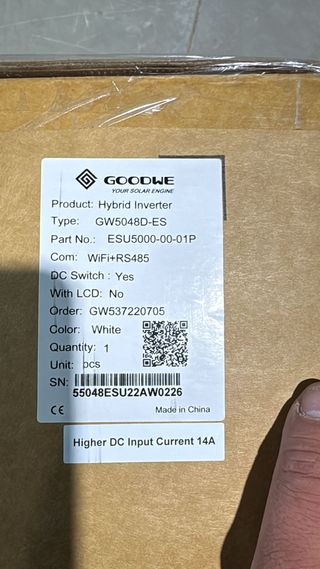 GOODWE
YOUR SOLAR ENGINE
Product: Hybrid Inverter
Type: GW5048D-ES
Part No.: ESU5000-00-01P
Com: WiFi+RS485
DC Switch: Yes
With LCD: No
Order: GW537220705
Color: White
Quantity: 1
Unit: pcs
SN:
55048ESU22AW0226
CE Made in China
Higher DC Input Current 14A